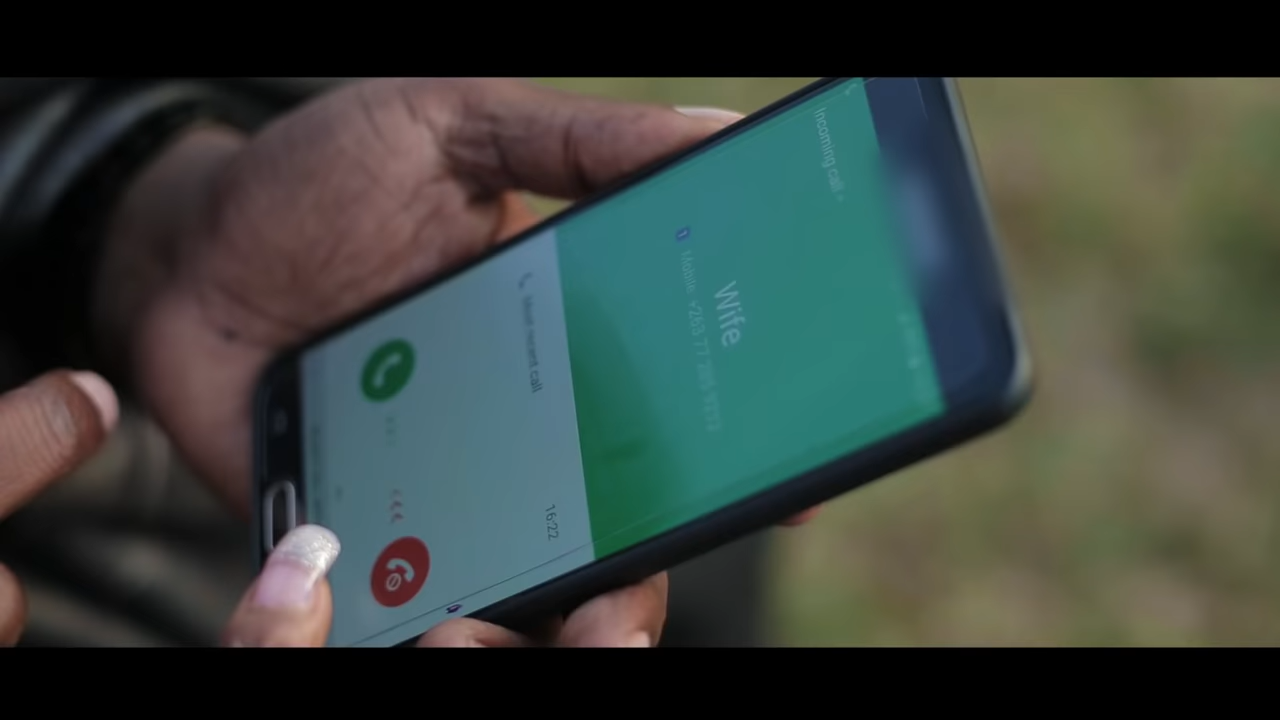 Incoming call
Wife
Mobile +263 77
Most recent call
16:22